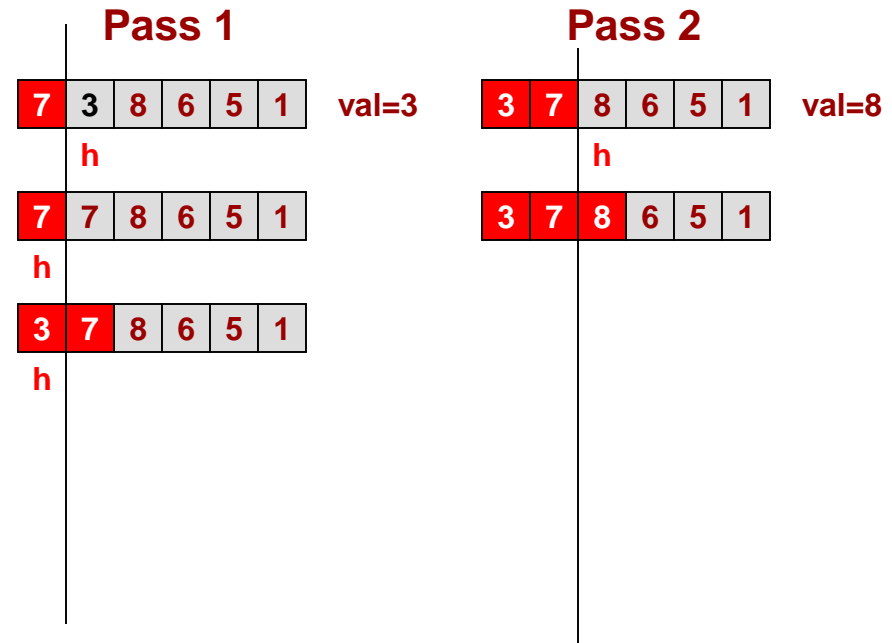 Pass 1
7 3 8 6 5 1 val=3
h
7 7 8 6 5 1
h
3 7 8 6 5 1
h
Pass 2
3 7 8 6 5 1 val=8
h
3 7 8 6 5 1